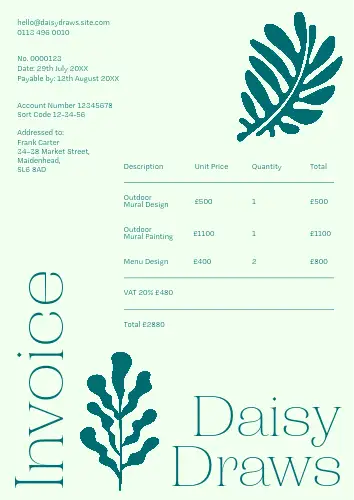 hello@daisydraws.site.com
0113 496 0010
No. 0000123
Date: 29th July 20XX
Payable by: 12th August 20XX
Account Number 12345678
Sort Code 12-34-56
Addressed to:
Frank Carter
34-38 Market Street,
Maidenhead,
SL6 8AD
Description Unit Price Quantity Total
Outdoor
Mural Design £500 1 £500
Outdoor
Mural Painting £1100 1 £1100
Menu Design £400 2 £800
VAT 20% £480
Total £2880
Invoice
Daisy
Draws